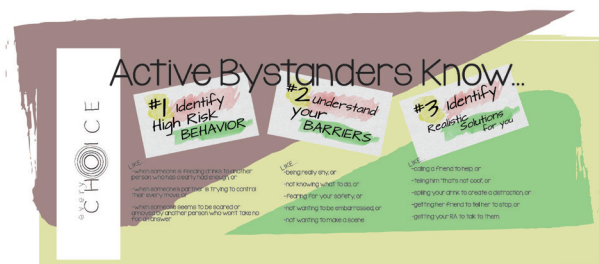 Active Bystanders Know...
every
CHOICE
#1 Identify
High Risk
BEHAVIOR
LIKE...
-when someone is feeding drinks to another
person who has clearly had enough, or
-when someone's partner is trying to control
their every move, or
-when someone seems to be scared or
annoyed by another person who won't take no
for an answer
#2 Understand
your
BARRIERS
LIKE...
-being really shy, or
-not knowing what to do, or
-fearing for your safety, or
-not wanting to be embarrassed, or
-not wanting to make a scene
#3 Identify
Realistic Solutions
for you
LIKE...
-calling a friend to help, or
-telling him "that's not cool", or
-spilling your drink to create a distraction, or
-getting her friend to tell her to stop, or
-getting your RA to talk to them